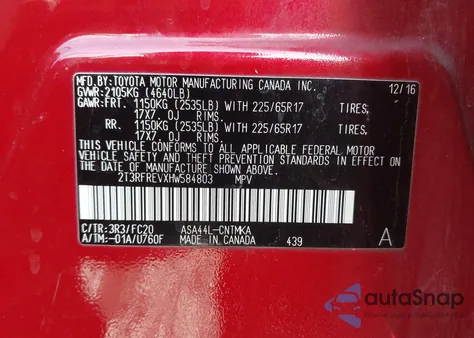 MFD.BY:TOYOTA MOTOR MANUFACTURING CANADA INC.
GVWR:2105KG (4640LB) 12/16
GAWR:FRT. 1150KG (2535LB) WITH 225/65R17 TIRES,
17X7.0J RIMS,
RR. 1150KG (2535LB) WITH 225/65R17 TIRES,
17X7.0J RIMS.
THIS VEHICLE CONFORMS TO ALL APPLICABLE FEDERAL MOTOR
VEHICLE SAFETY AND THEFT PREVENTION STANDARDS IN EFFECT
ON THE DATE OF MANUFACTURE SHOWN ABOVE.
2T3RFREVXHW584803 MPV
C/TR:3R3/FC20 ASA44L-CNTMKA
A/TM:-01A/U760F MADE IN CANADA 439 A
autoSnap